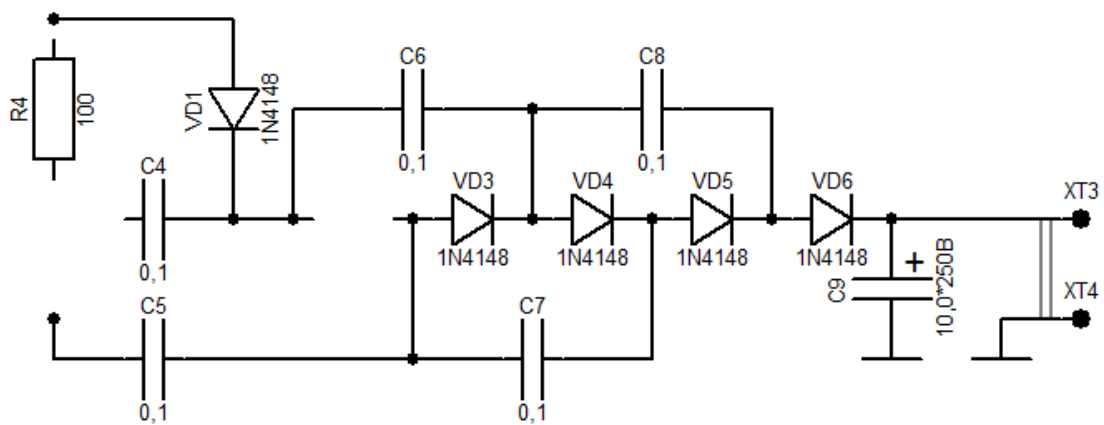 C6
C8
R4
100
VD1
1N4148
C4
0,1
0,1
VD3
VD4
VD5
VD6
XT3
1N4148
1N4148
1N4148
1N4148
0,1
C5
C7
C9
+
10,0*250В
XT4
0,1
0,1